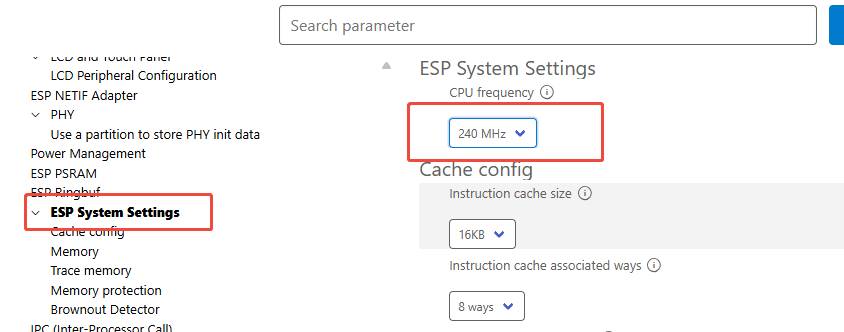 Search parameter
LCD and Touch Panel
LCD Peripheral Configuration
ESP NETIF Adapter
PHY
Use a partition to store PHY init data
Power Management
ESP PSRAM
ESP Ringbuf
ESP System Settings
Cache config
Memory
Trace memory
Memory protection
Brownout Detector
IPC (Inter-Processor Call)
ESP System Settings
CPU frequency
240 MHz
Cache config
Instruction cache size
16KB
Instruction cache associated ways
8 ways